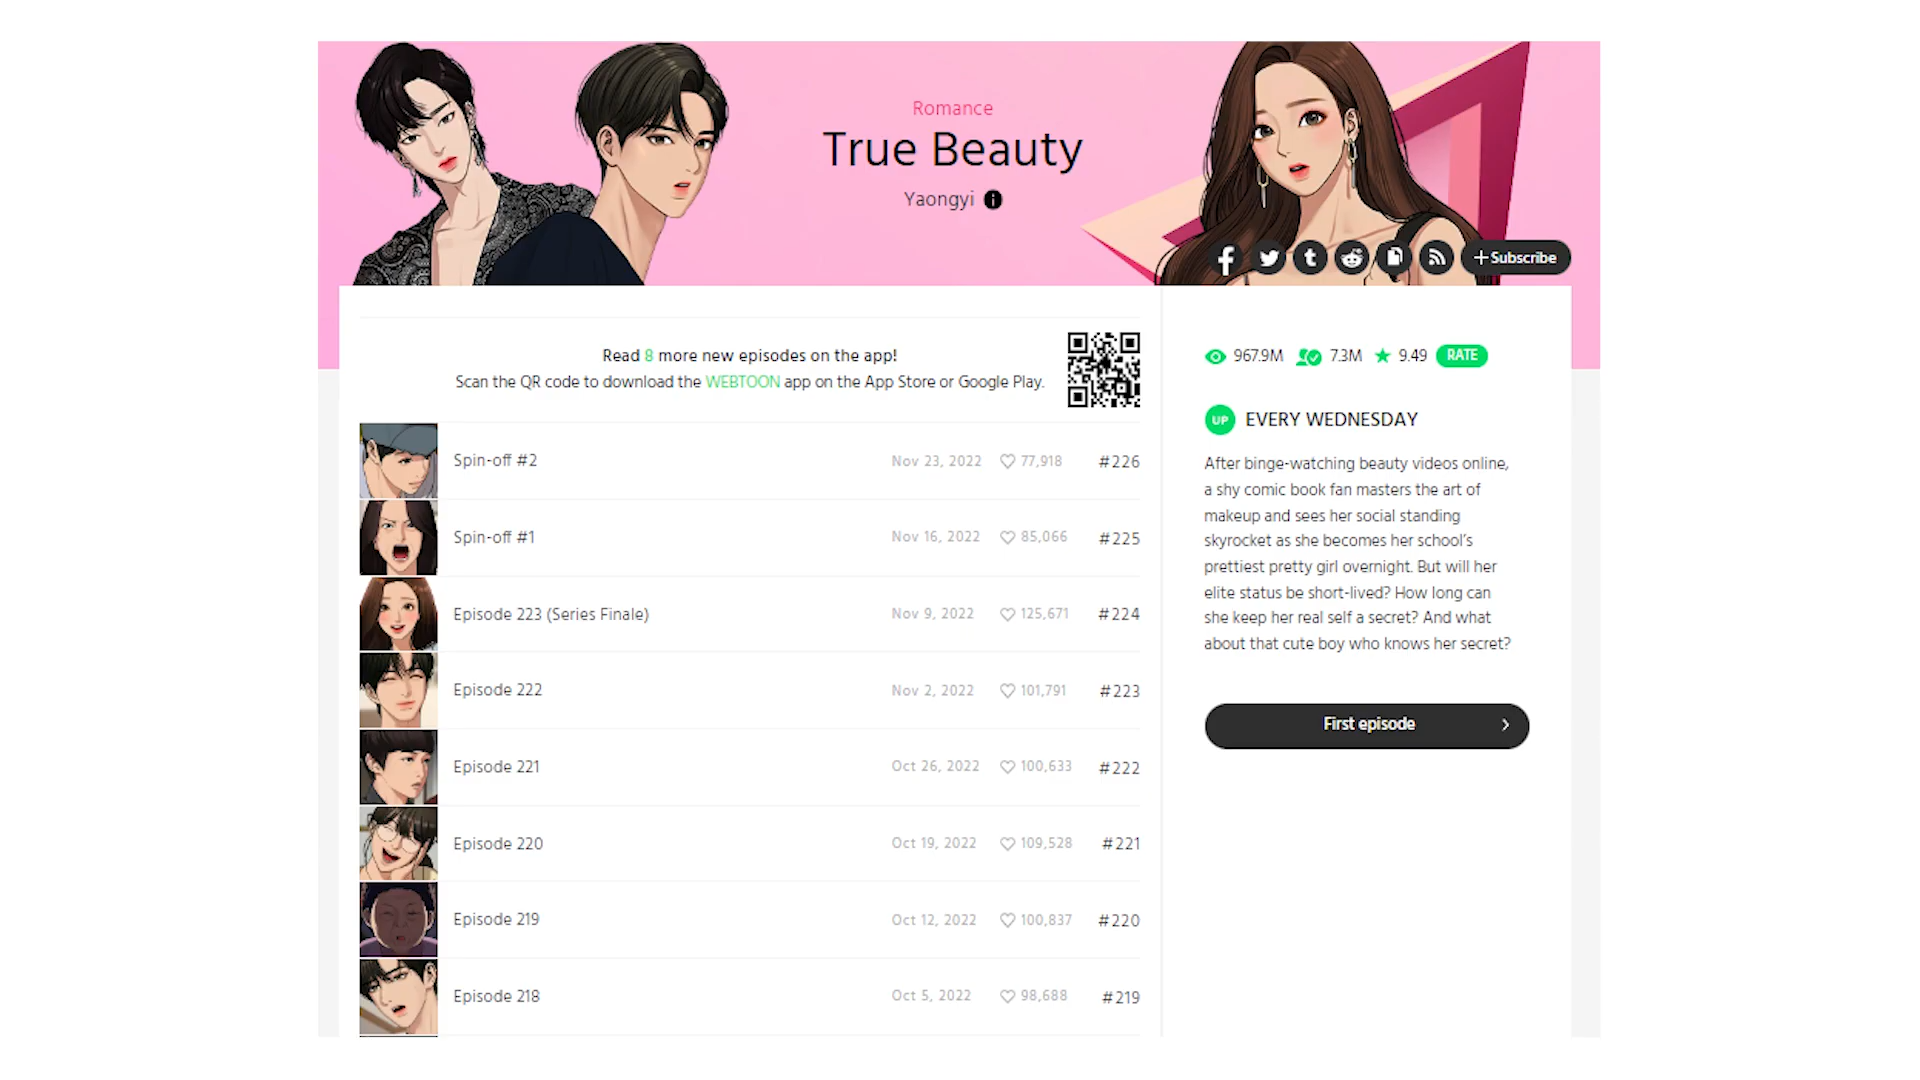 Romance
True Beauty
Yaongyi
+ Subscribe
Read 8 more new episodes on the app!
Scan the QR code to download the WEBTOON app on the App Store or Google Play.
Spin-off #2 Nov 23, 2022 77,918 #226
Spin-off #1 Nov 16, 2022 85,066 #225
Episode 223 (Series Finale) Nov 9, 2022 125,671 #224
Episode 222 Nov 2, 2022 101,791 #223
Episode 221 Oct 26, 2022 100,633 #222
Episode 220 Oct 19, 2022 109,528 #221
Episode 219 Oct 12, 2022 100,837 #220
Episode 218 Oct 5, 2022 98,688 #219
967.9M 7.3M 9.49 RATE
UP EVERY WEDNESDAY
After binge-watching beauty videos online,
a shy comic book fan masters the art of
makeup and sees her social standing
skyrocket as she becomes her school's
prettiest pretty girl overnight. But will her
elite status be short-lived? How long can
she keep her real self a secret? And what
about that cute boy who knows her secret?
First episode